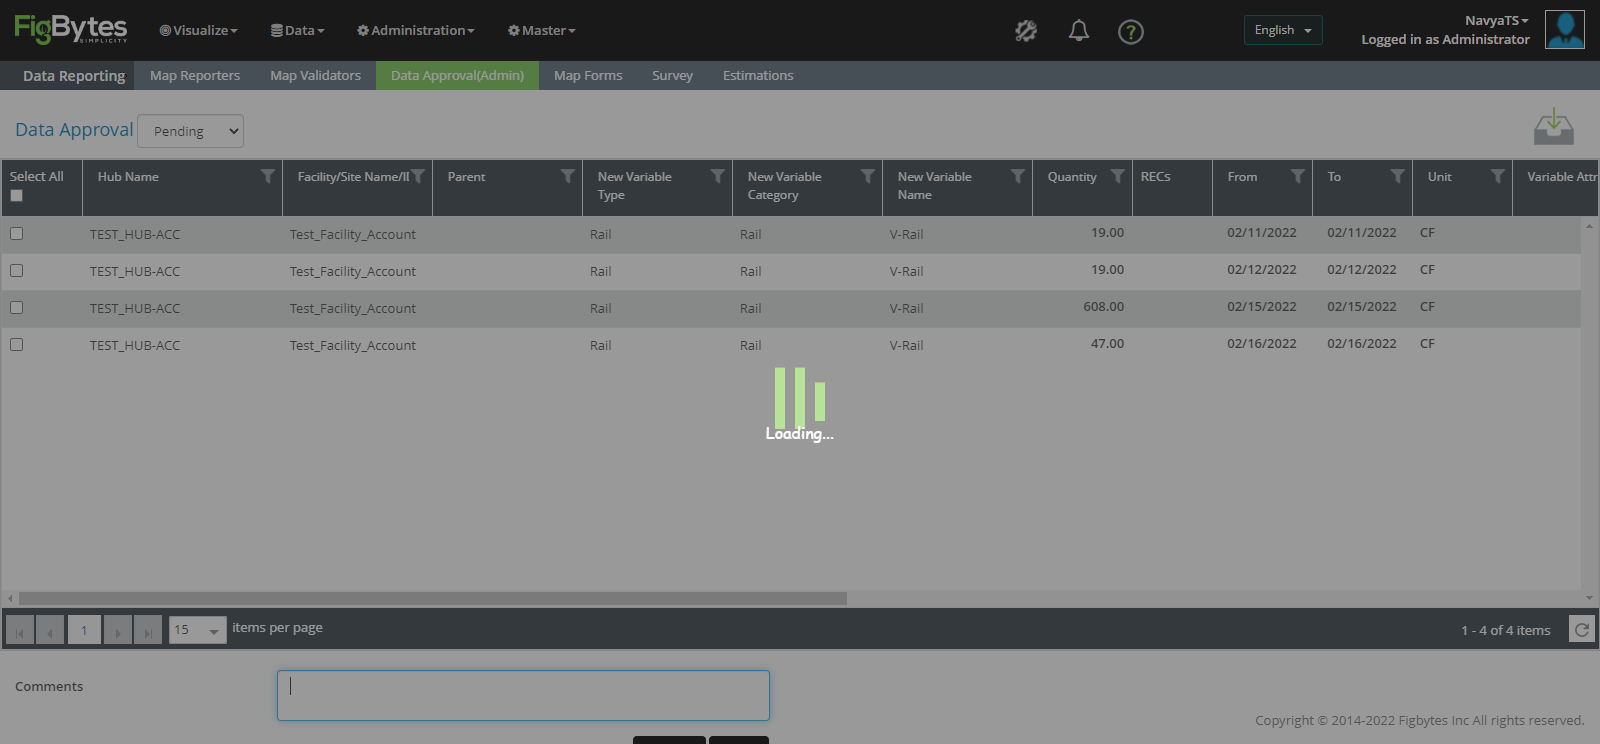 FigBytes
SIMPLICITY
Visualize
Data
Administration
Master
?
English
NavyaTS
Logged in as Administrator
Data Reporting
Map Reporters
Map Validators
Data Approval(Admin)
Map Forms
Survey
Estimations
Data Approval
Pending
Select All
Hub Name
Facility/Site Name/II
Parent
New Variable
Type
New Variable
Category
New Variable
Name
Quantity
RECs
From
To
Unit
Variable Attr
TEST_HUB-ACC Test_Facility_Account Rail Rail V-Rail 19.00 02/11/2022 02/11/2022 CF
TEST_HUB-ACC Test_Facility_Account Rail Rail V-Rail 19.00 02/12/2022 02/12/2022 CF
TEST_HUB-ACC Test_Facility_Account Rail Rail V-Rail 608.00 02/15/2022 02/15/2022 CF
TEST_HUB-ACC Test_Facility_Account Rail Rail V-Rail 47.00 02/16/2022 02/16/2022 CF
Loading...
1
15
items per page
1 - 4 of 4 items
Comments
Copyright © 2014-2022 Figbytes Inc All rights reserved.